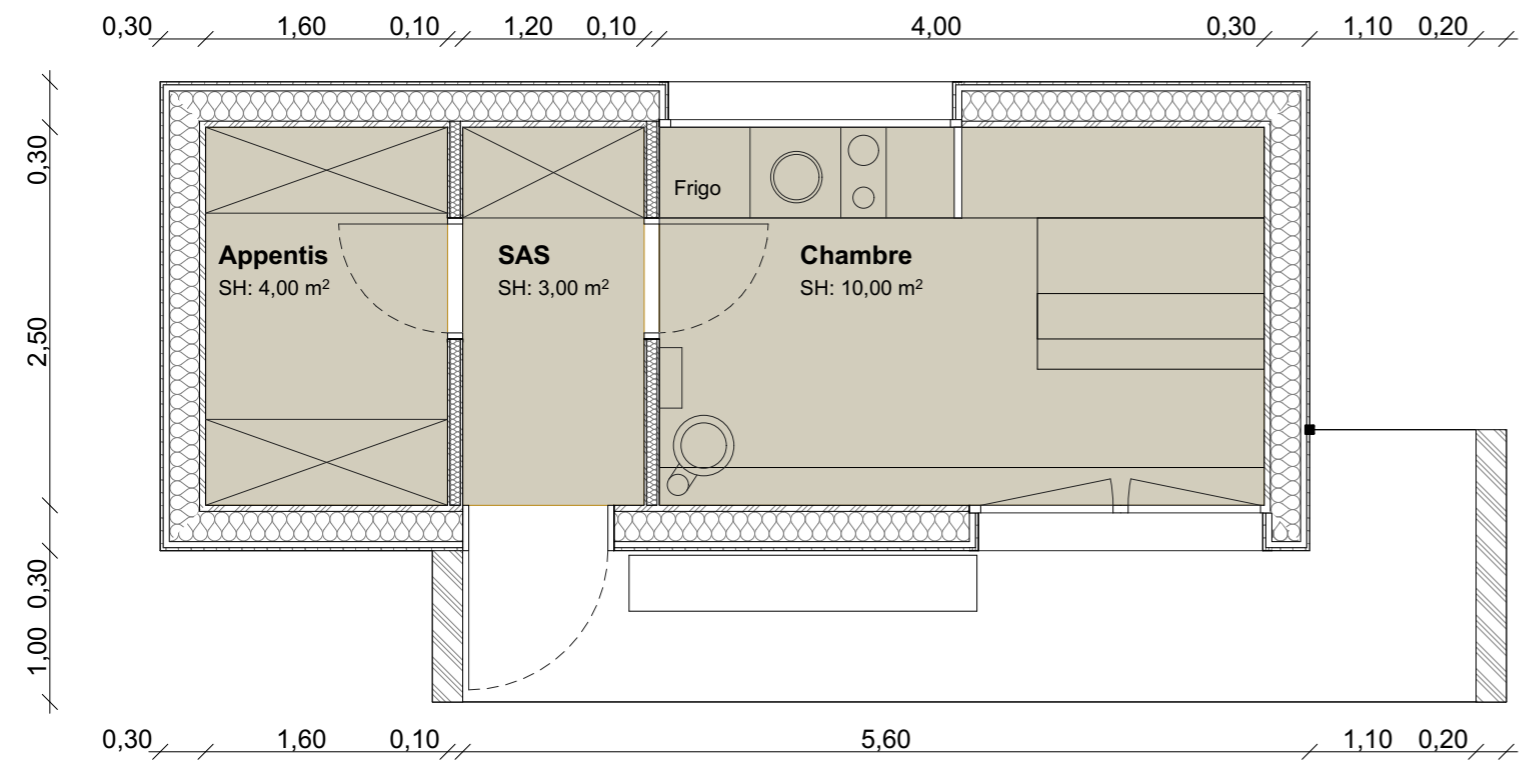 0,30 1,60 0,10 1,20 0,10 4,00 0,30 1,10 0,20
0,30
2,50
0,30
1,00
Frigo
Appentis
SH: 4,00 m²
SAS
SH: 3,00 m²
Chambre
SH: 10,00 m²
0,30 1,60 0,10 5,60 1,10 0,20